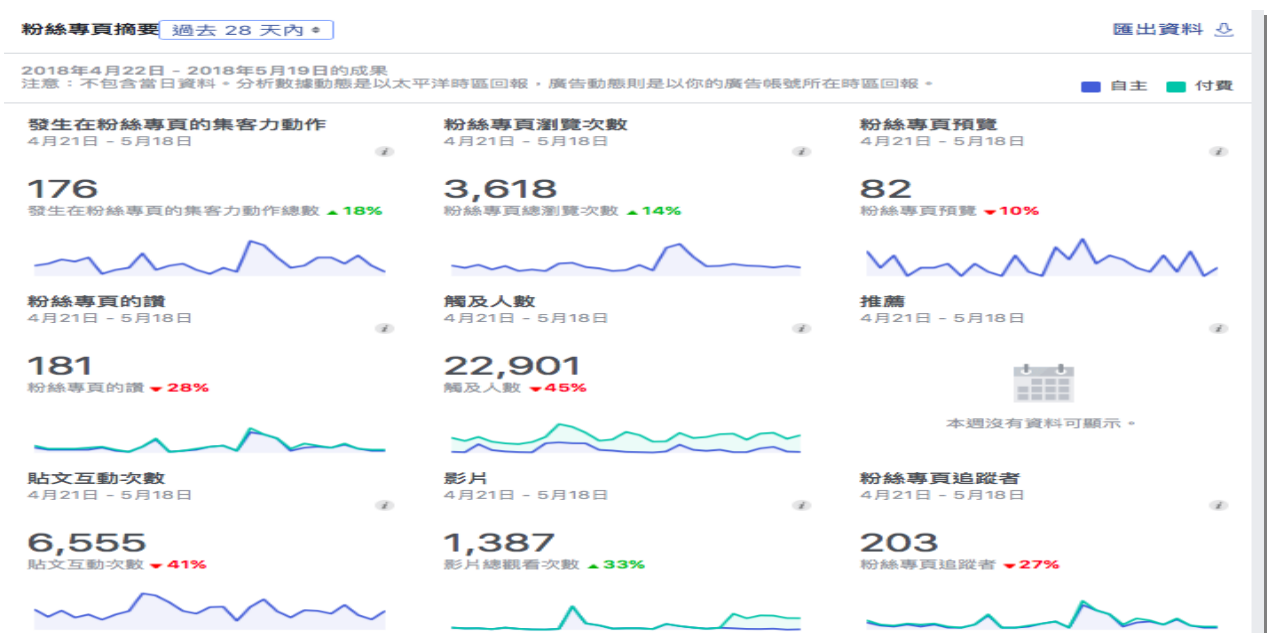 粉絲專頁摘要 過去 28 天內
匯出資料
2018年4月22日 - 2018年5月19日的成果
注意：不包含當日資料。分析數據動態是以太平洋時區回報，廣告動態則是以你的廣告帳號所在時區回報。
自主 付費
發生在粉絲專頁的集客力動作
4月21日 - 5月18日
i
176
發生在粉絲專頁的集客力動作總數 ▲18%
粉絲專頁瀏覽次數
4月21日 - 5月18日
i
3,618
粉絲專頁總瀏覽次數 ▲14%
粉絲專頁預覽
4月21日 - 5月18日
i
82
粉絲專頁預覽 ▼10%
粉絲專頁的讚
4月21日 - 5月18日
i
181
粉絲專頁的讚 ▼28%
觸及人數
4月21日 - 5月18日
i
22,901
觸及人數 ▼45%
推薦
4月21日 - 5月18日
i
本週沒有資料可顯示。
貼文互動次數
4月21日 - 5月18日
i
6,555
貼文互動次數 ▼41%
影片
4月21日 - 5月18日
i
1,387
影片總觀看次數 ▲33%
粉絲專頁追蹤者
4月21日 - 5月18日
i
203
粉絲專頁追蹤者 ▼27%